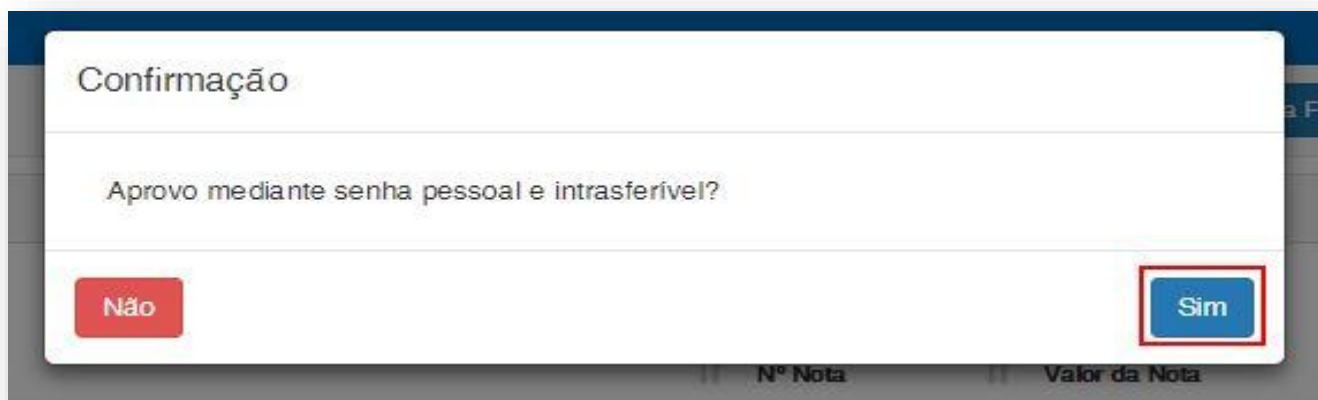 Confirmação
a F
Aprovo mediante senha pessoal e intrasferível?
Não
Sim
Nº Nota
Valor da Nota